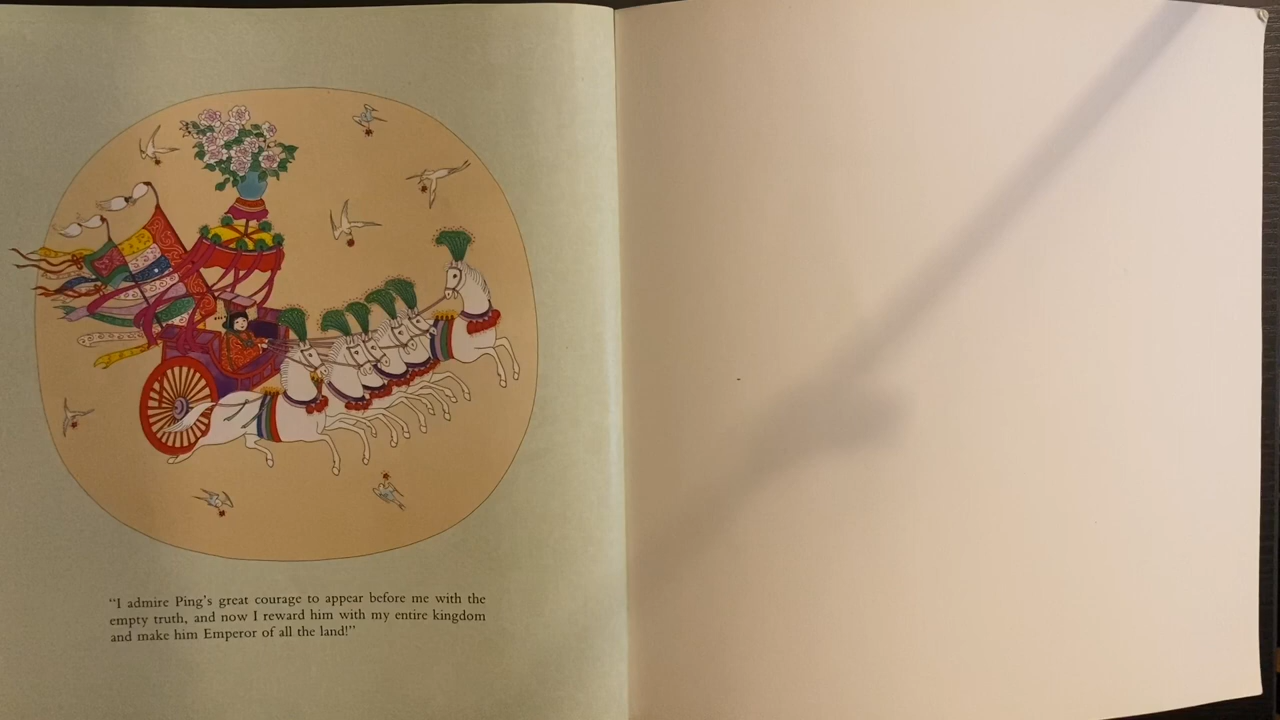 “I admire Ping’s great courage to appear before me with the
empty truth, and now I reward him with my entire kingdom
and make him Emperor of all the land!”